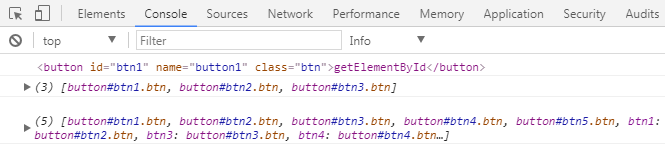 Elements Console Sources Network Performance Memory Application Security Audits
top Filter Info
<button id="btn1" name="button1" class="btn">getElementById</button>
(3) [button#btn1.btn, button#btn2.btn, button#btn3.btn]
(5) [button#btn1.btn, button#btn2.btn, button#btn3.btn, button#btn4.btn, button#btn5.btn, btn1:
button#btn2.btn, btn3: button#btn3.btn, btn4: button#btn4.btn…]